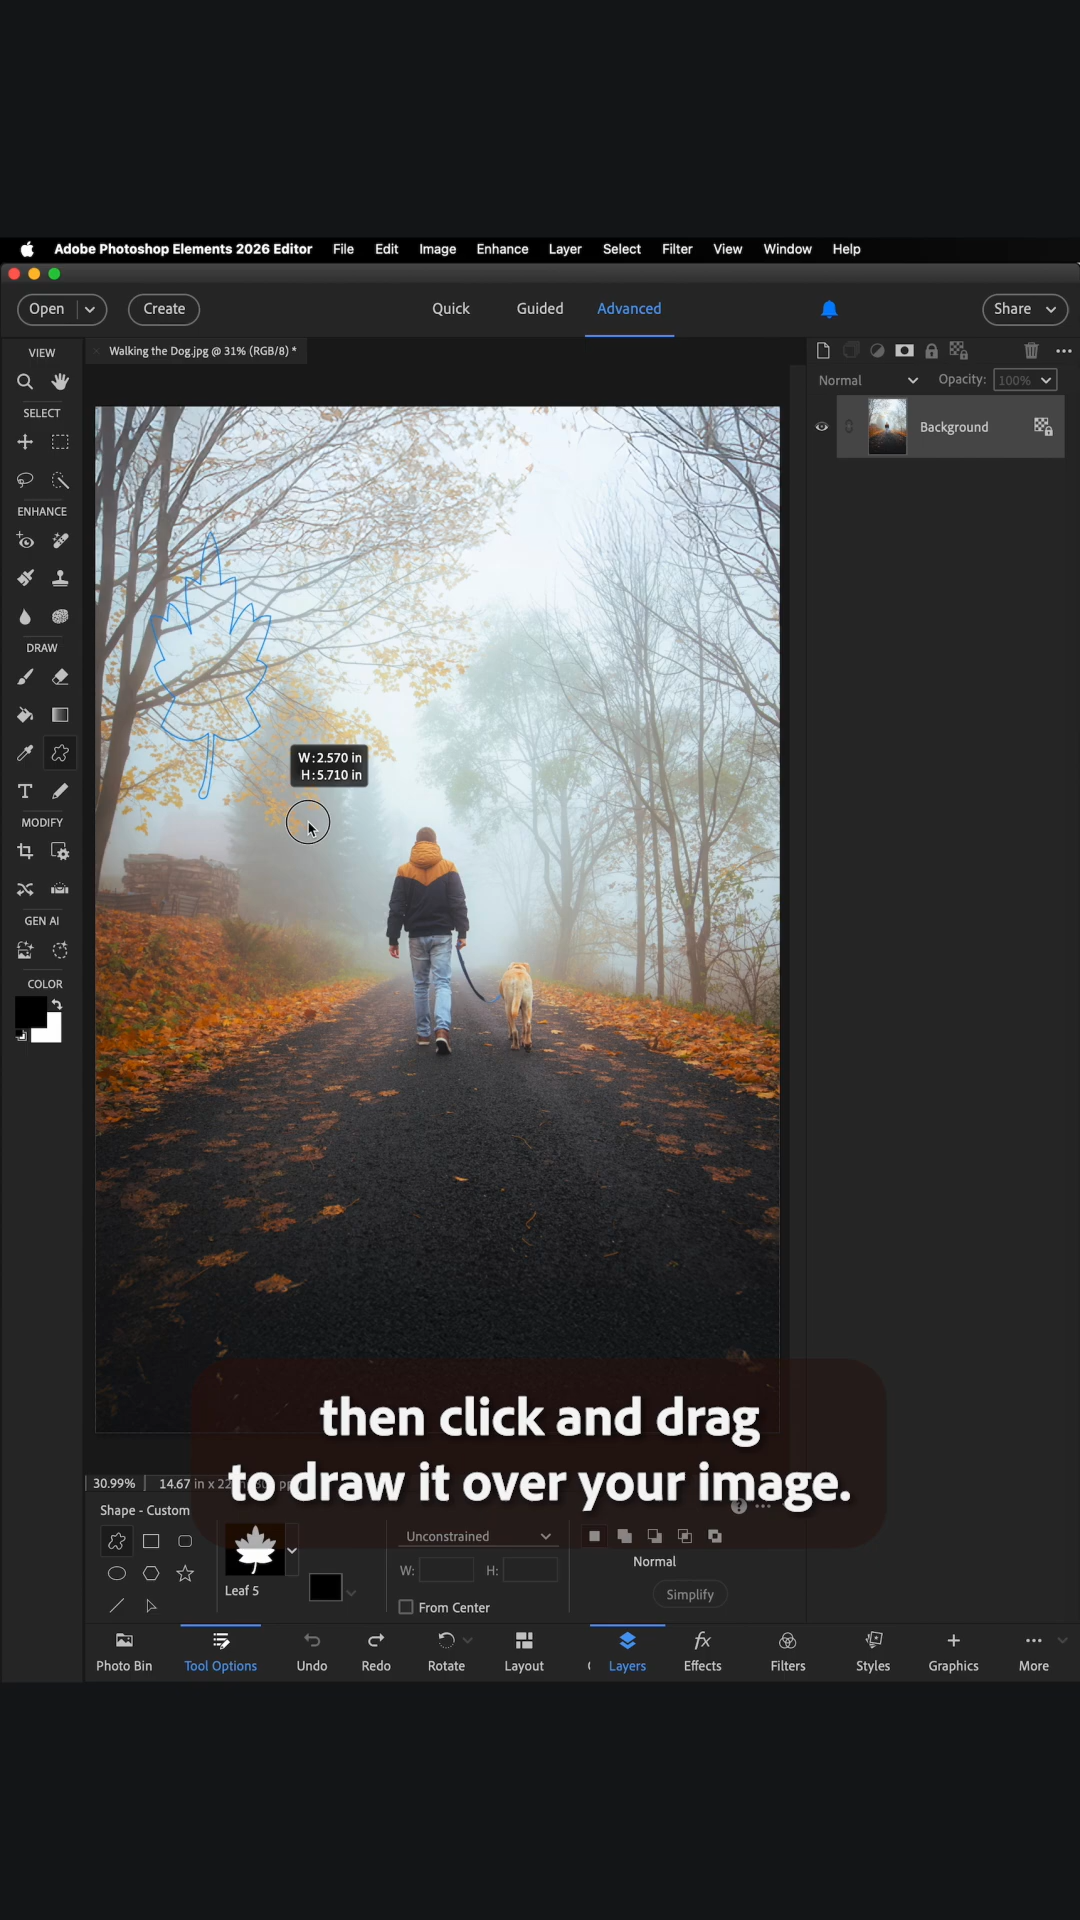 Adobe Photoshop Elements 2026 Editor File Edit Image Enhance Layer Select Filter View Window Help
Open Create Quick Guided Advanced Share
VIEW
Walking the Dog.jpg @ 31% (RGB/8) *
Normal Opacity: 100%
SELECT
Background
ENHANCE
DRAW
W:2.570 in
H:5.710 in
T
MODIFY
GEN AI
COLOR
then click and drag
to draw it over your image.
30.99% 14.67 in x
Shape - Custom
Unconstrained
Normal
W: H:
Leaf 5
Simplify
From Center
Photo Bin Tool Options Undo Redo Rotate Layout Layers Effects Filters Styles Graphics More